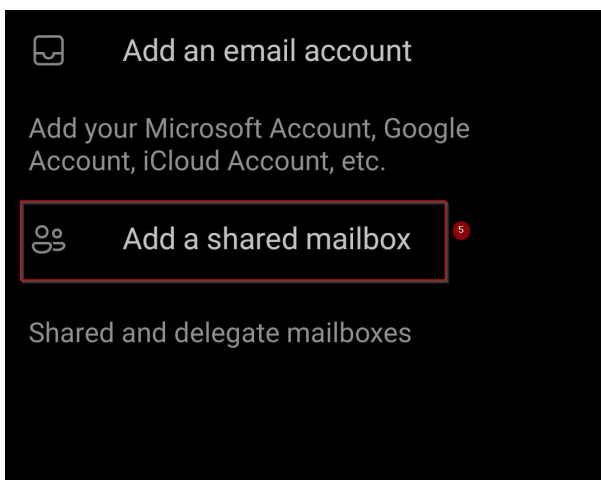 Add an email account
Add your Microsoft Account, Google
Account, iCloud Account, etc.
Add a shared mailbox
5
Shared and delegate mailboxes